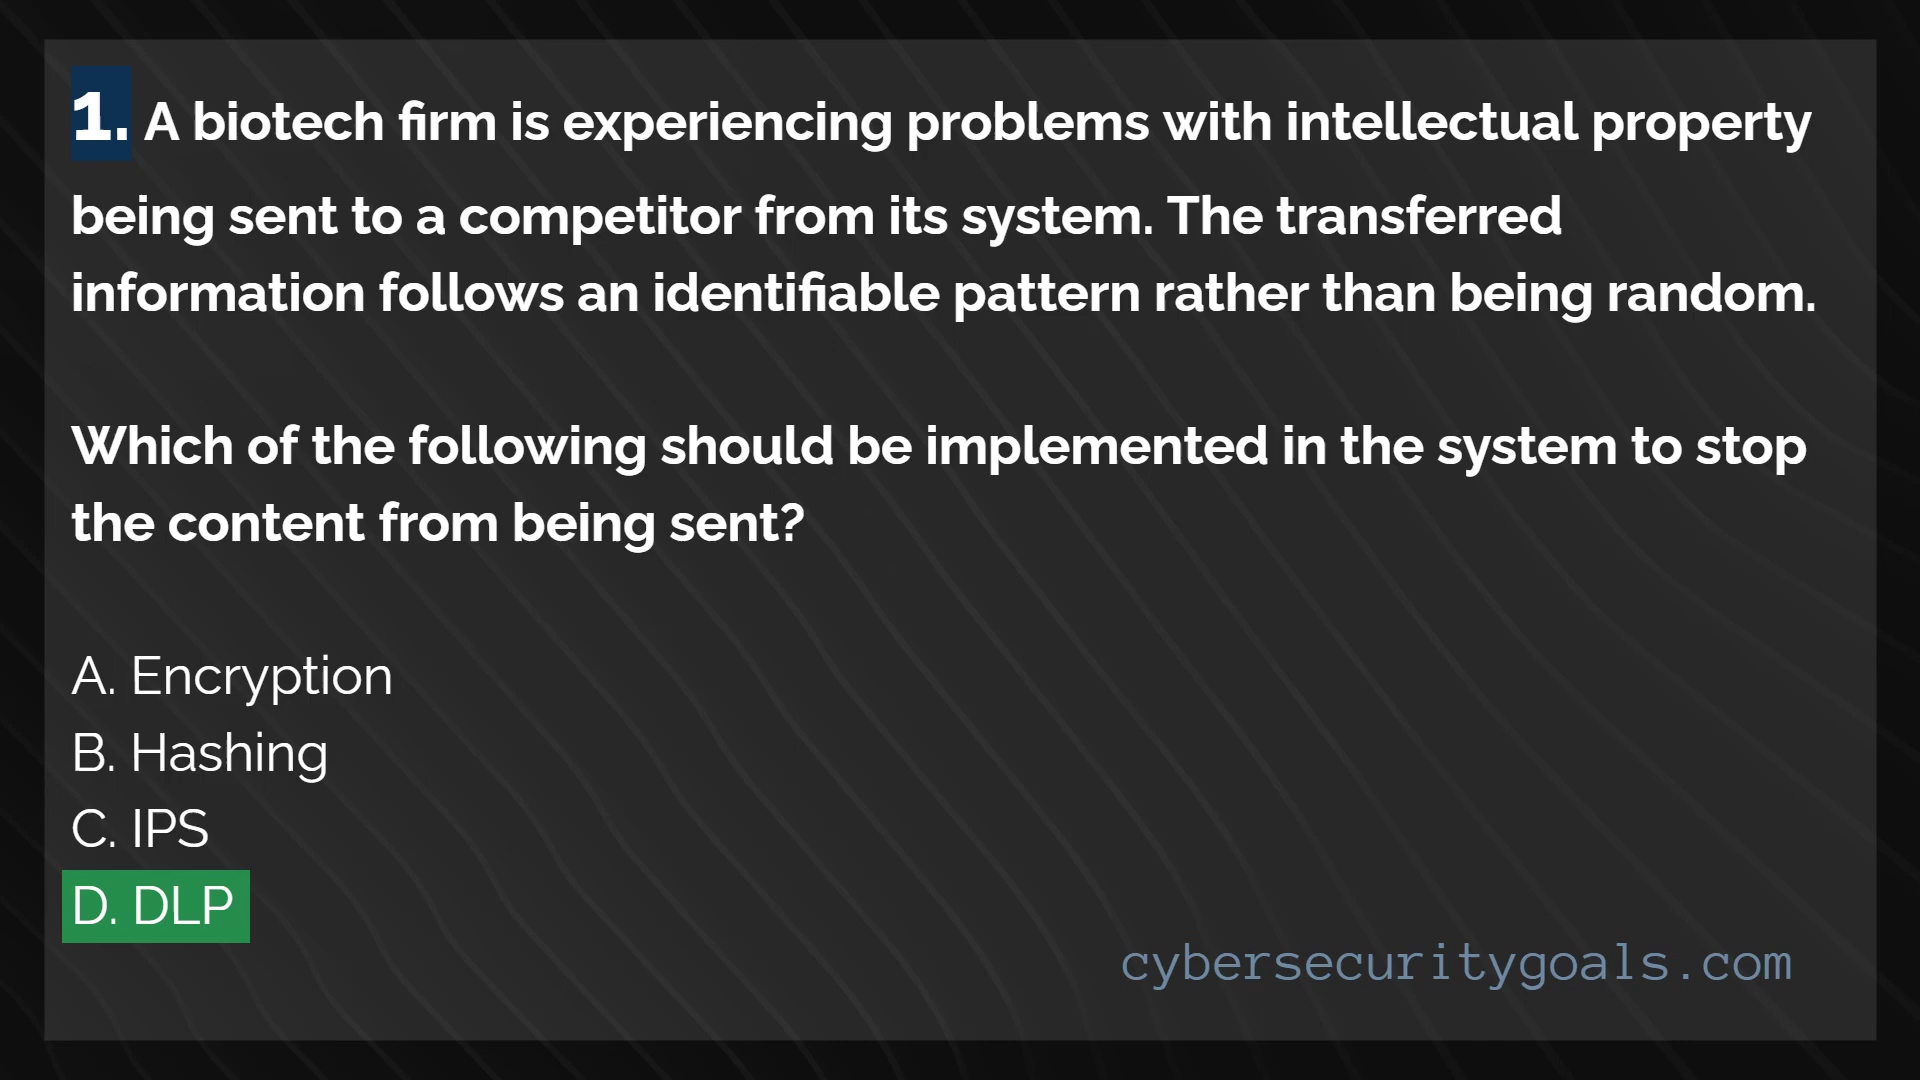 1. A biotech firm is experiencing problems with intellectual property
being sent to a competitor from its system. The transferred
information follows an identifiable pattern rather than being random.
Which of the following should be implemented in the system to stop
the content from being sent?
A. Encryption
B. Hashing
C. IPS
D. DLP
cybersecuritygoals.com